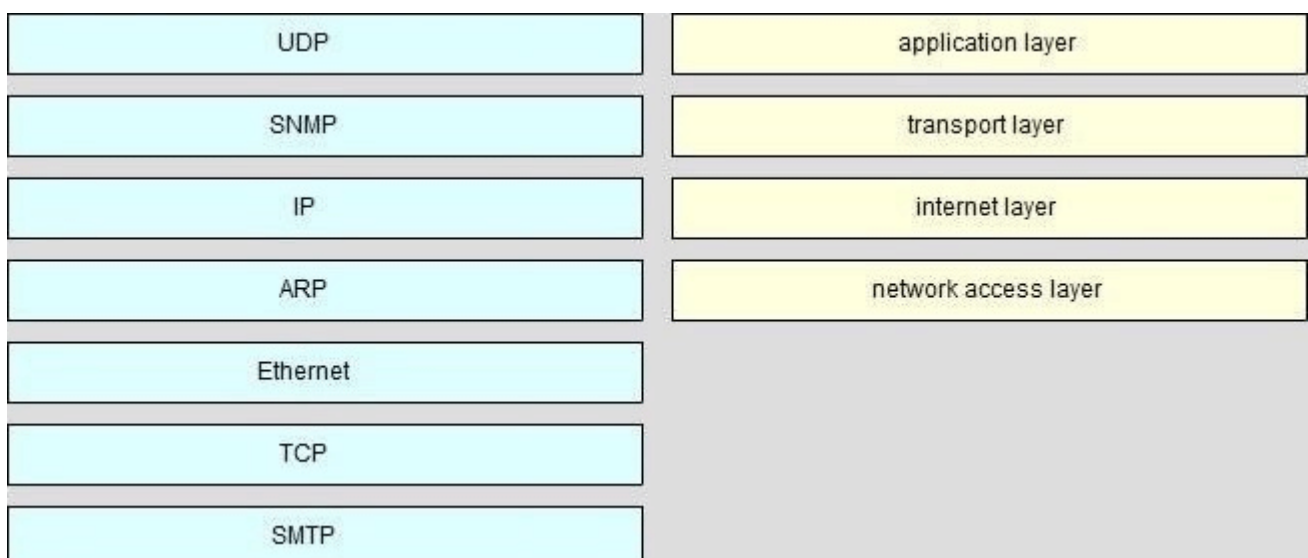 UDP
application layer
SNMP
transport layer
IP
internet layer
ARP
network access layer
Ethernet
TCP
SMTP